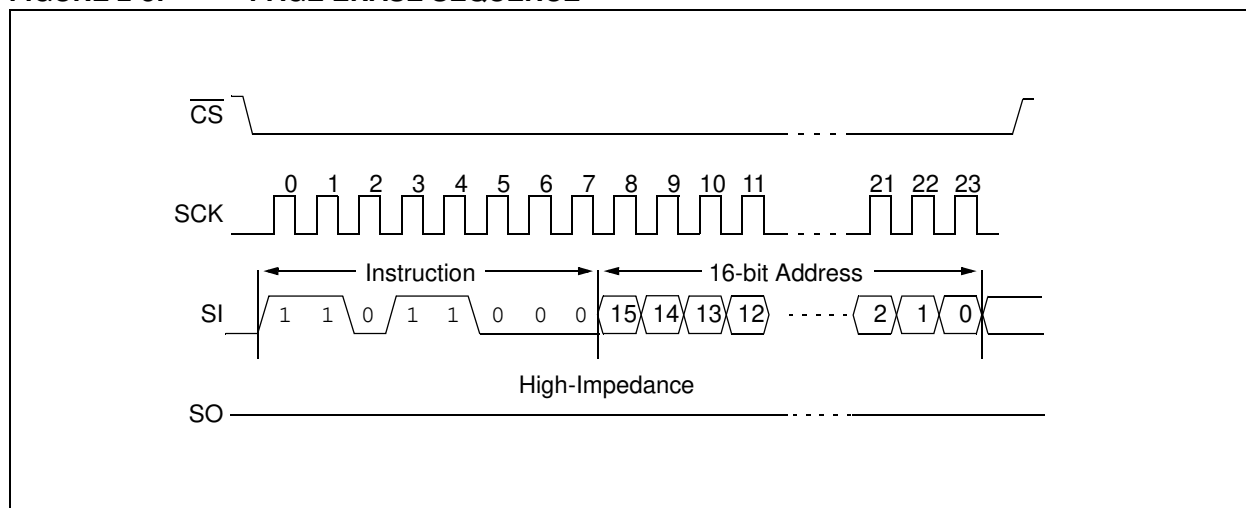 CS
0 1 2 3 4 5 6 7 8 9 10 11 21 22 23
SCK
Instruction 16-bit Address
SI 1 1 0 1 1 0 0 0 15 14 13 12 2 1 0
High-Impedance
SO